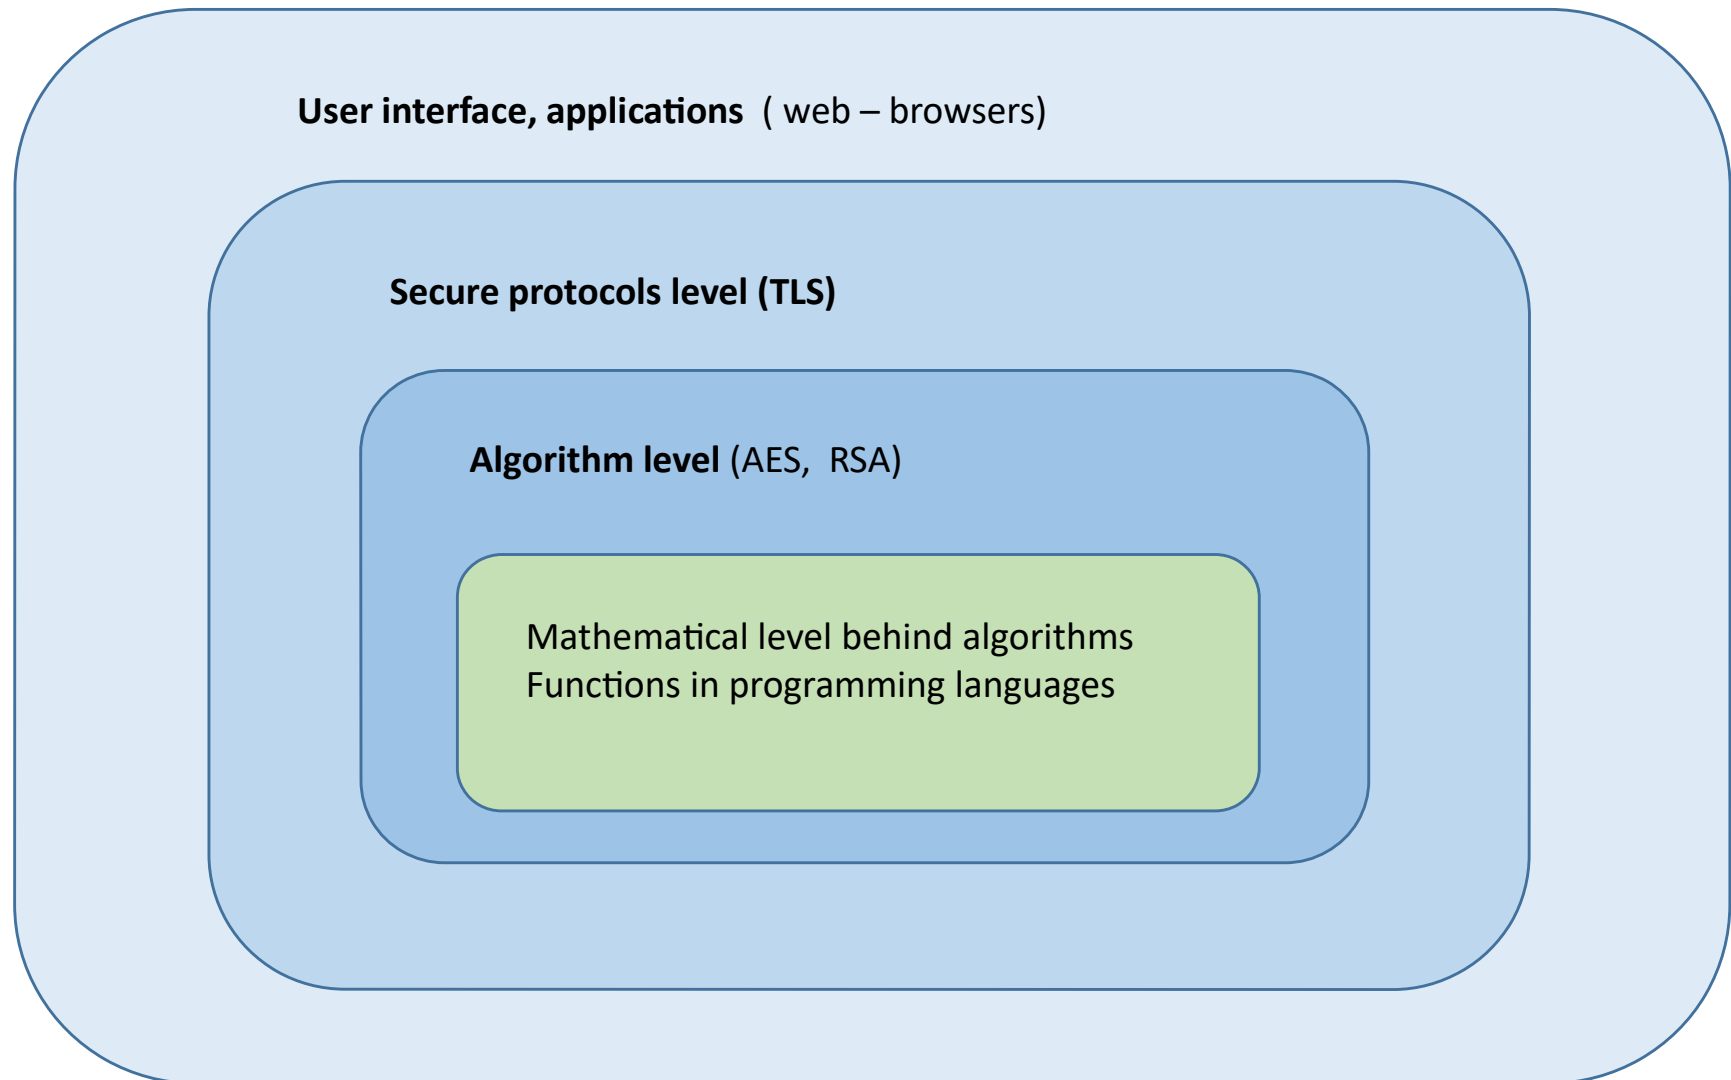 User interface, applications ( web – browsers)
Secure protocols level (TLS)
Algorithm level (AES, RSA)
Mathematical level behind algorithms
Functions in programming languages